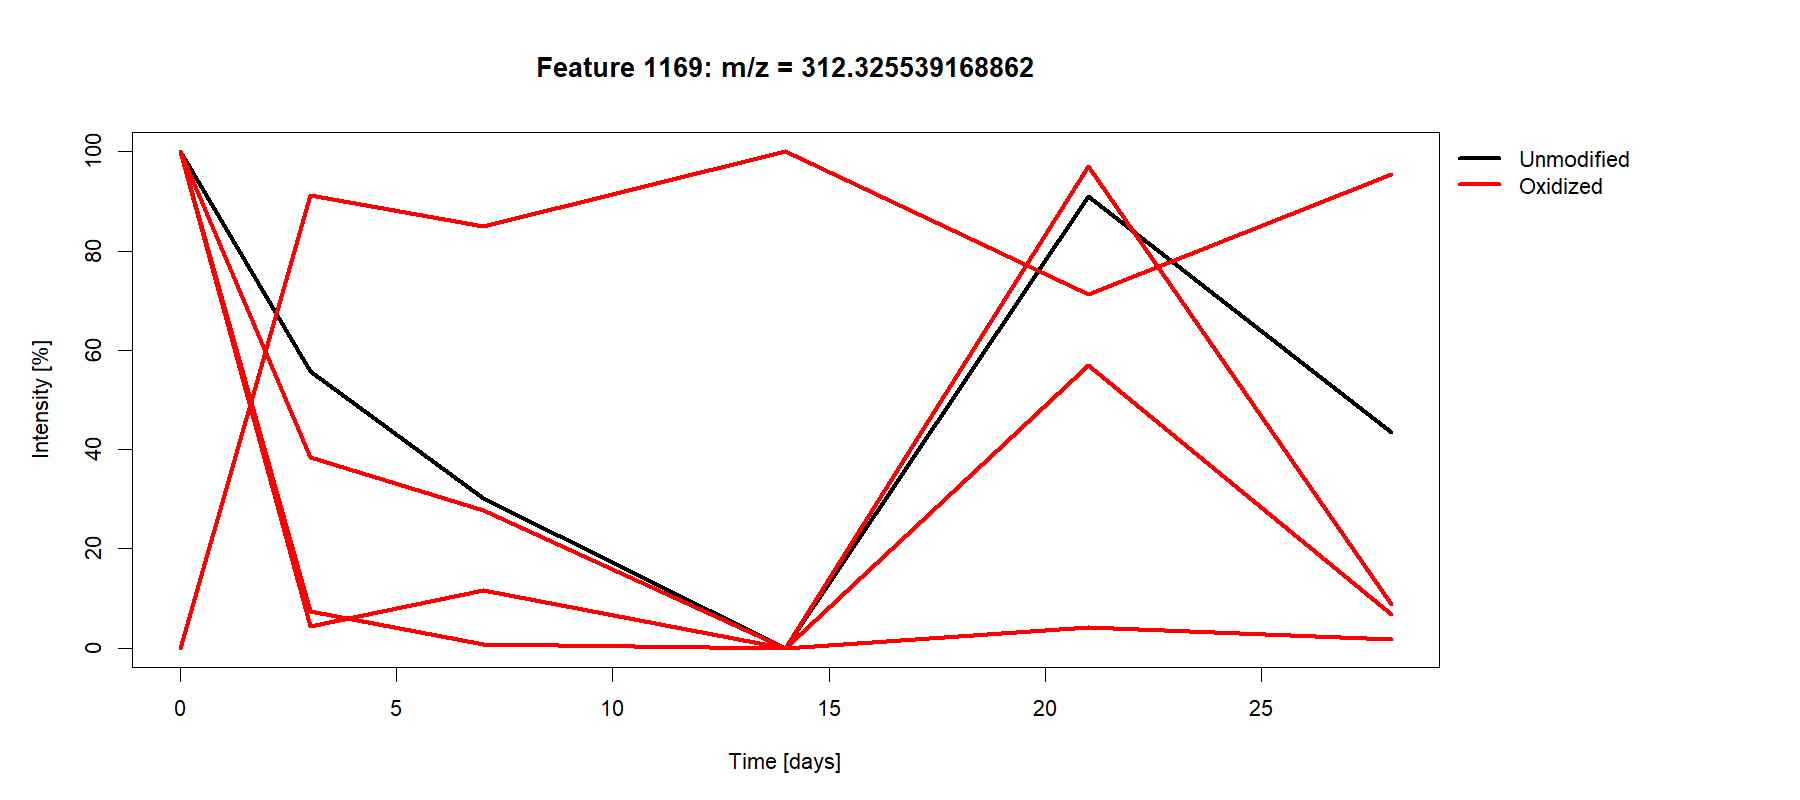 Feature 1169: m/z = 312.325539168862
Unmodified
Oxidized
Intensity [%]
100
80
60
40
20
0
0 5 10 15 20 25
Time [days]